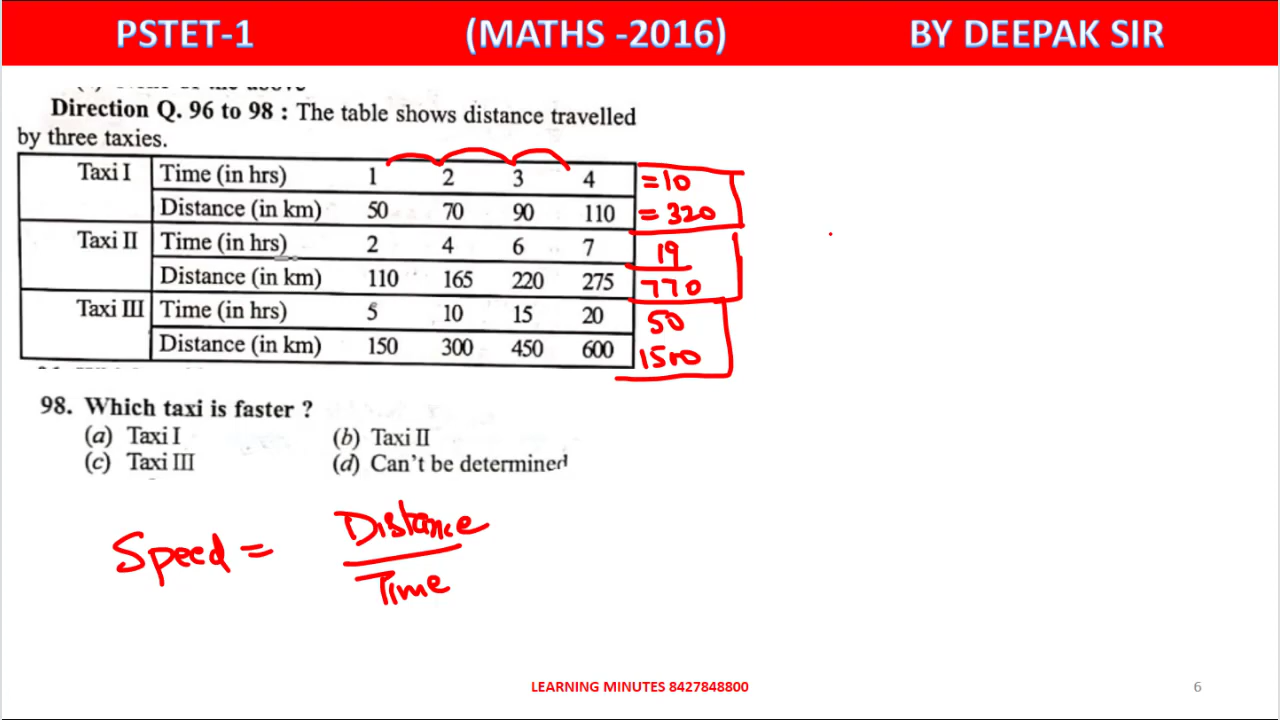 PSTET-1 (MATHS -2016) BY DEEPAK SIR
Direction Q. 96 to 98 : The table shows distance travelled
by three taxies.
Taxi I Time (in hrs) 1 2 3 4 =10
Distance (in km) 50 70 90 110 = 320
Taxi II Time (in hrs) 2 4 6 7 19
Distance (in km) 110 165 220 275 770
Taxi III Time (in hrs) 5 10 15 20 50
Distance (in km) 150 300 450 600 1500
98. Which taxi is faster ?
(a) Taxi I (b) Taxi II
(c) Taxi III (d) Can't be determined
Speed = Distance
Time
LEARNING MINUTES 8427848800 6